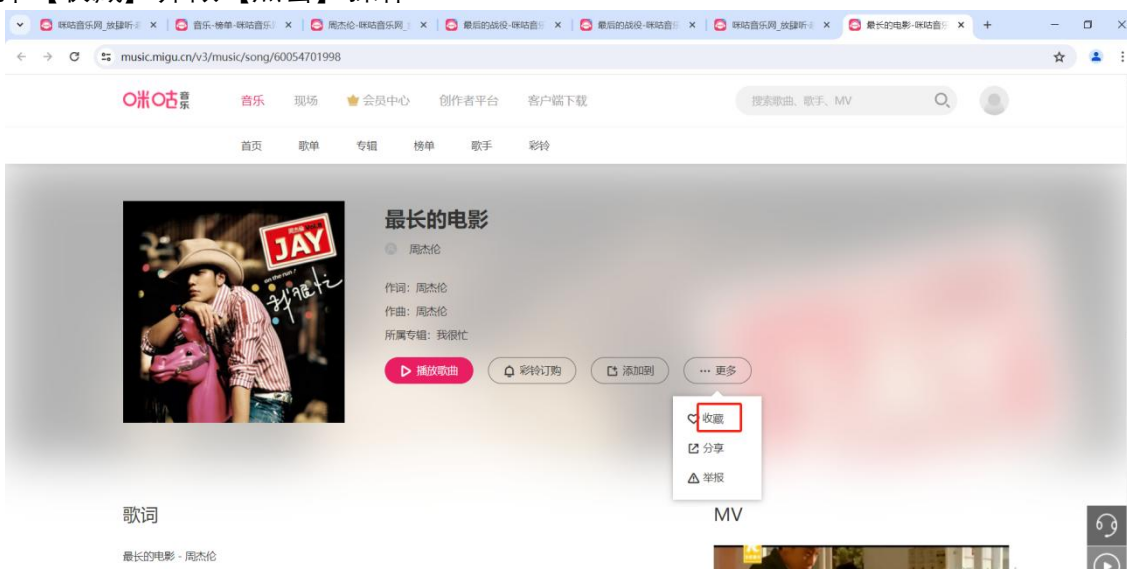 咪咕音乐网_放肆听
音乐-榜单-咪咕音乐
周杰伦-咪咕音乐网
最后的战役-咪咕音
最后的战役-咪咕音
咪咕音乐网_放肆听
最长的电影-咪咕音
music.migu.cn/v3/music/song/60054701998
咪咕音乐 音乐 现场 会员中心 创作者平台 客户端下载 搜索歌曲、歌手、MV
首页 歌单 专辑 榜单 歌手 彩铃
JAY
on the run!
我很忙
最长的电影
周杰伦
作词：周杰伦
作曲：周杰伦
所属专辑：我很忙
播放歌曲 彩铃订购 添加到 ··· 更多
收藏
分享
举报
歌词 MV
最长的电影 - 周杰伦